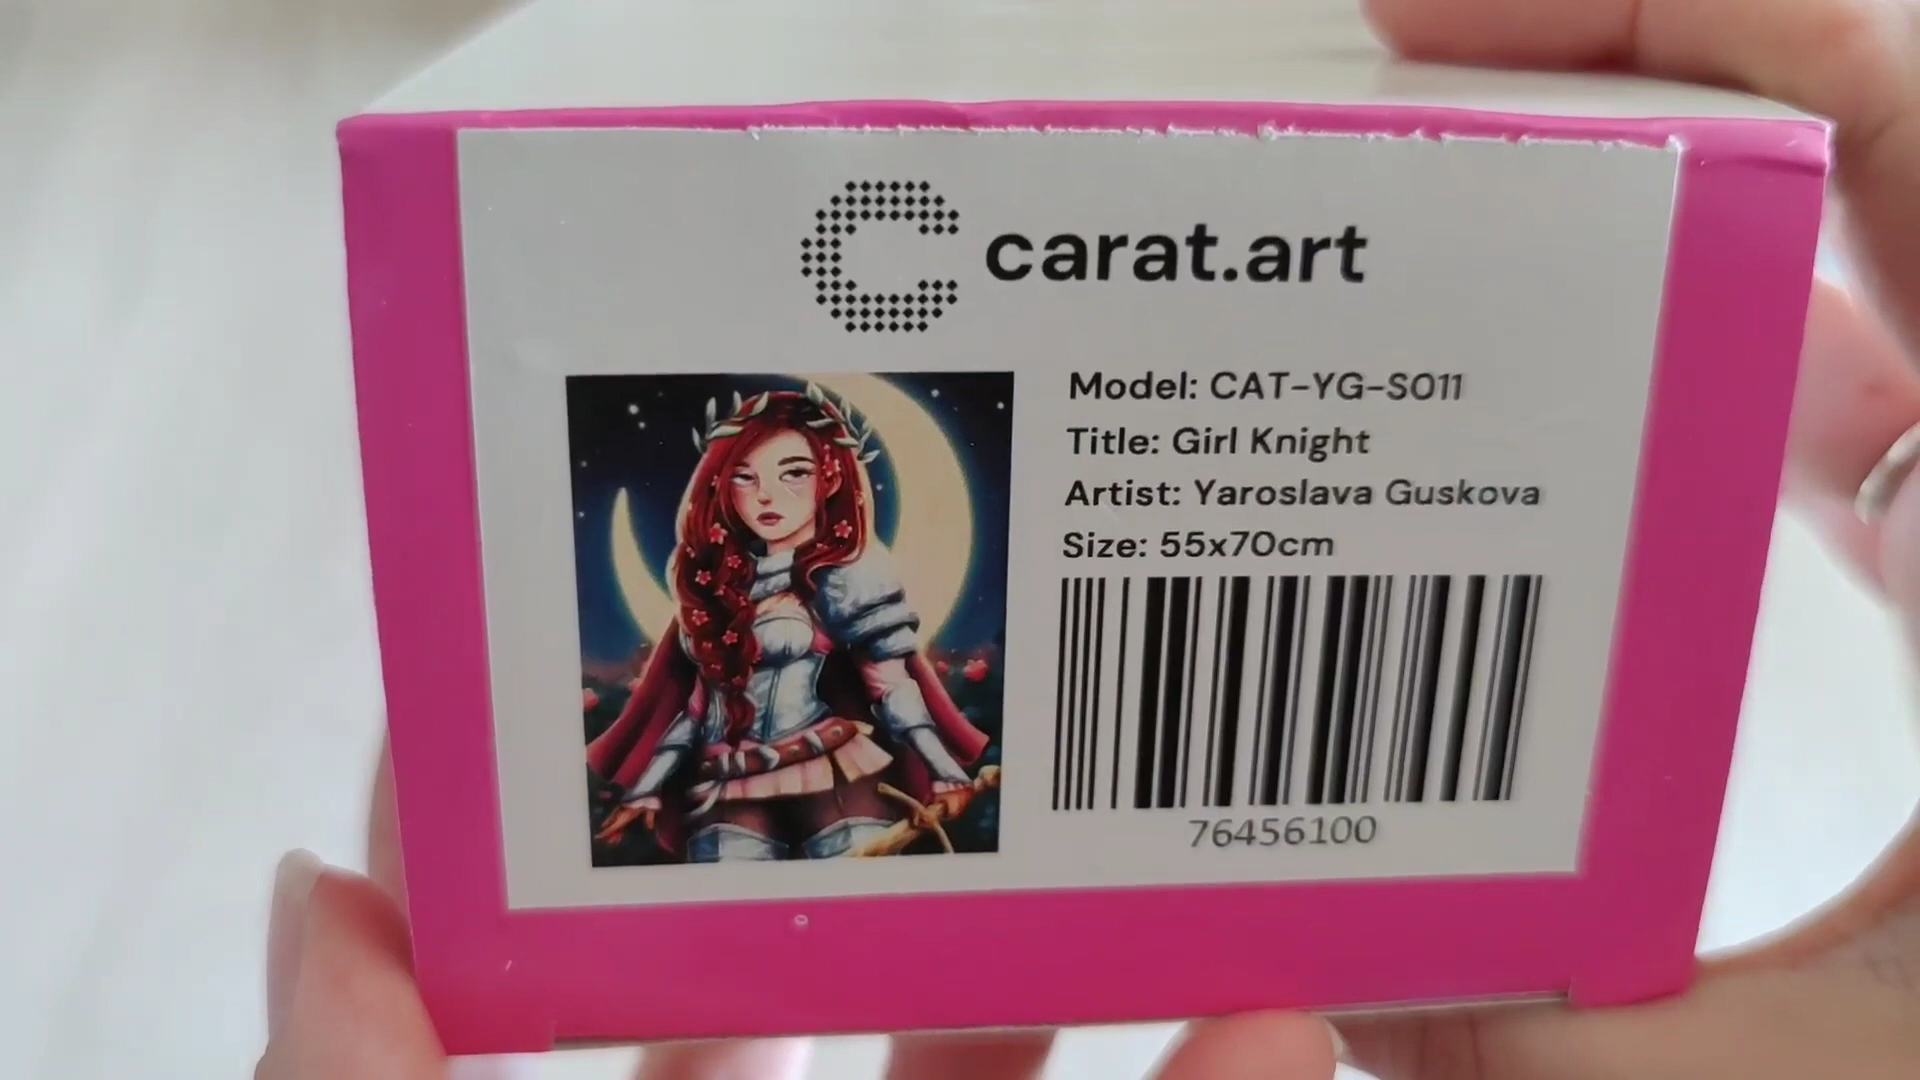 carat.art
Model: CAT-YG-S011
Title: Girl Knight
Artist: Yaroslava Guskova
Size: 55x70cm
76456100